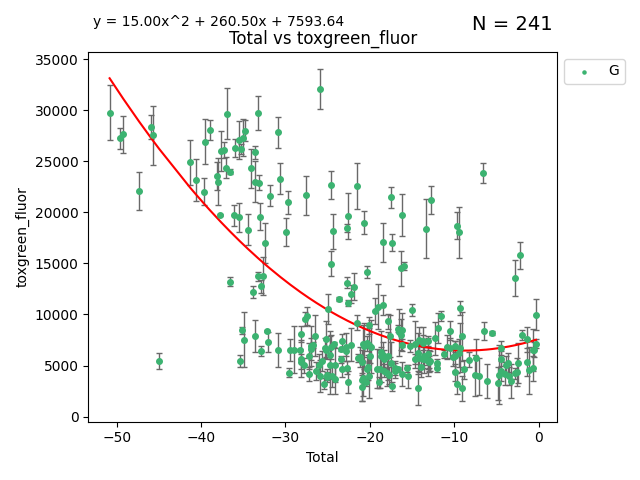 y = 15.00x^2 + 260.50x + 7593.64
N = 241
Total vs toxgreen_fluor
35000
30000
25000
20000
15000
10000
5000
0
toxgreen_fluor
−50
−40
−30
−20
−10
0
Total
G